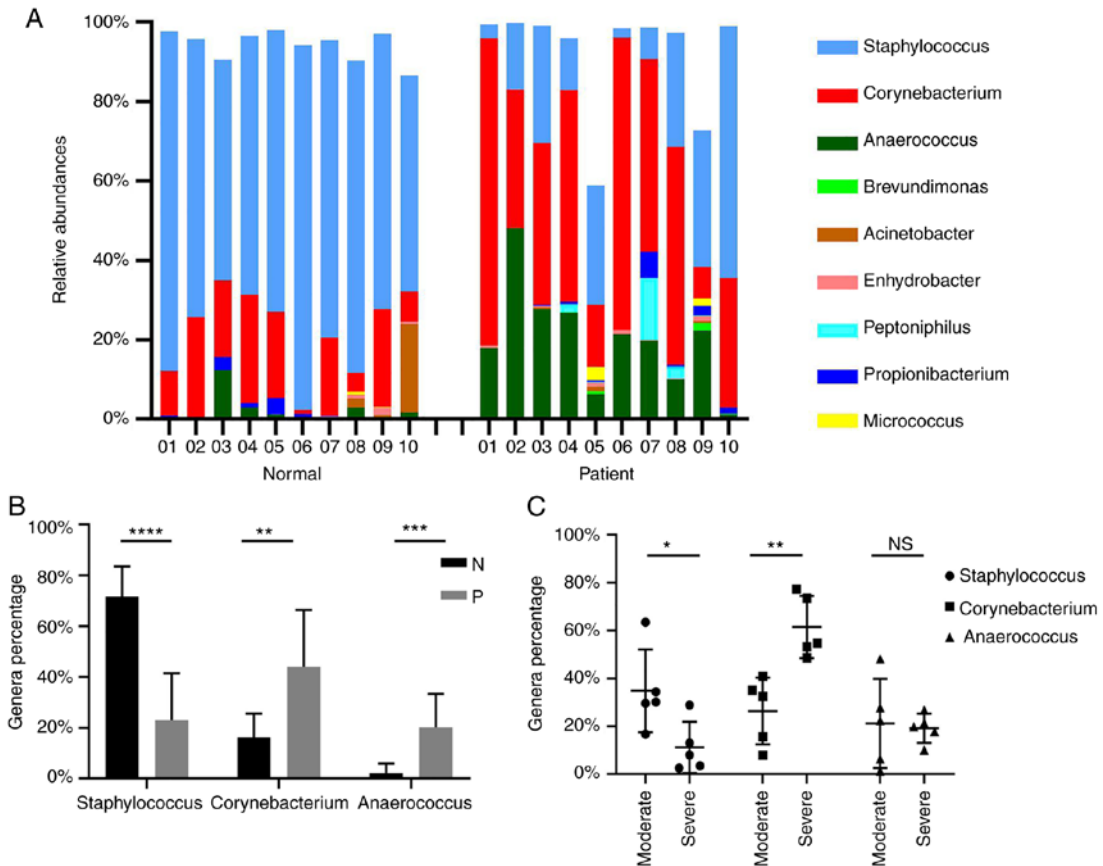 A
Relative abundances
100%
80%
60%
40%
20%
0%
01 02 03 04 05 06 07 08 09 10 01 02 03 04 05 06 07 08 09 10
Normal Patient
Staphylococcus
Corynebacterium
Anaerococcus
Brevundimonas
Acinetobacter
Enhydrobacter
Peptoniphilus
Propionibacterium
Micrococcus
B
Genera percentage
100%
80%
60%
40%
20%
0%
**** ** ***
N
P
Staphylococcus Corynebacterium Anaerococcus
C
Genera percentage
100%
80%
60%
40%
20%
0%
* ** NS
Staphylococcus
Corynebacterium
Anaerococcus
Moderate Severe Moderate Severe Moderate Severe